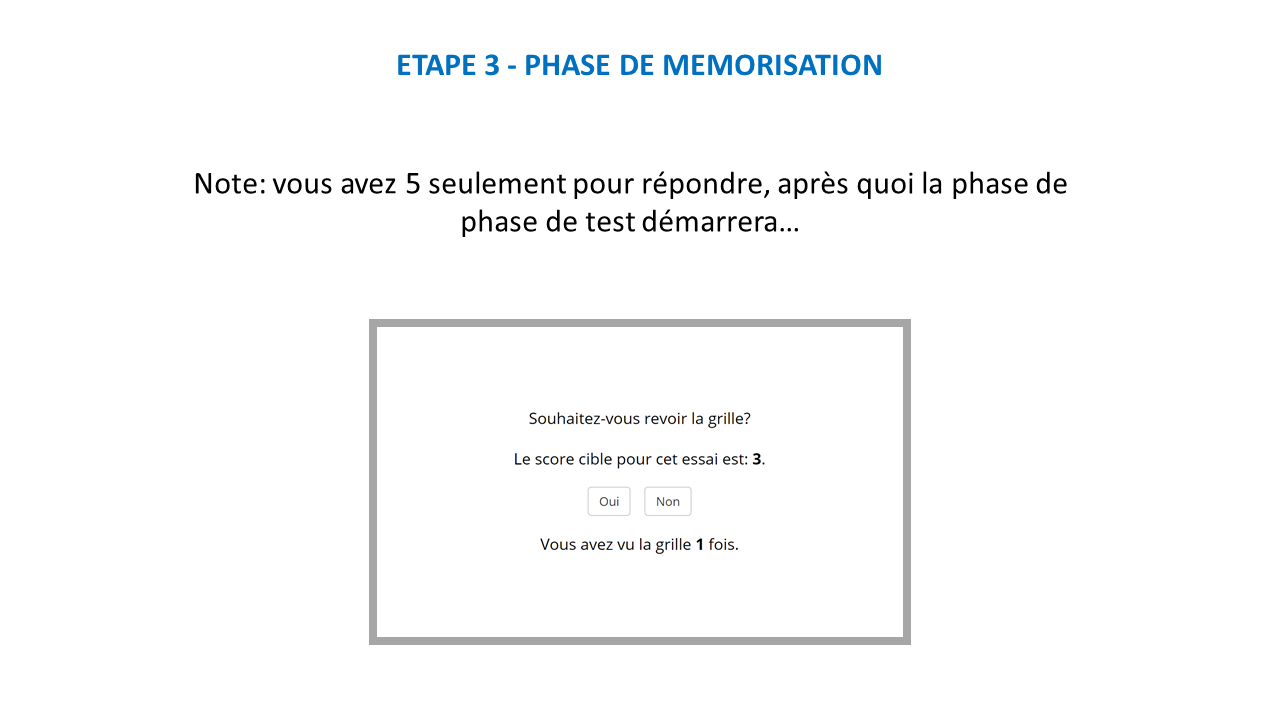 ETAPE 3 - PHASE DE MEMORISATION
Note: vous avez 5 seulement pour répondre, après quoi la phase de
phase de test démarrera…
Souhaitez-vous revoir la grille?
Le score cible pour cet essai est: 3.
Oui Non
Vous avez vu la grille 1 fois.